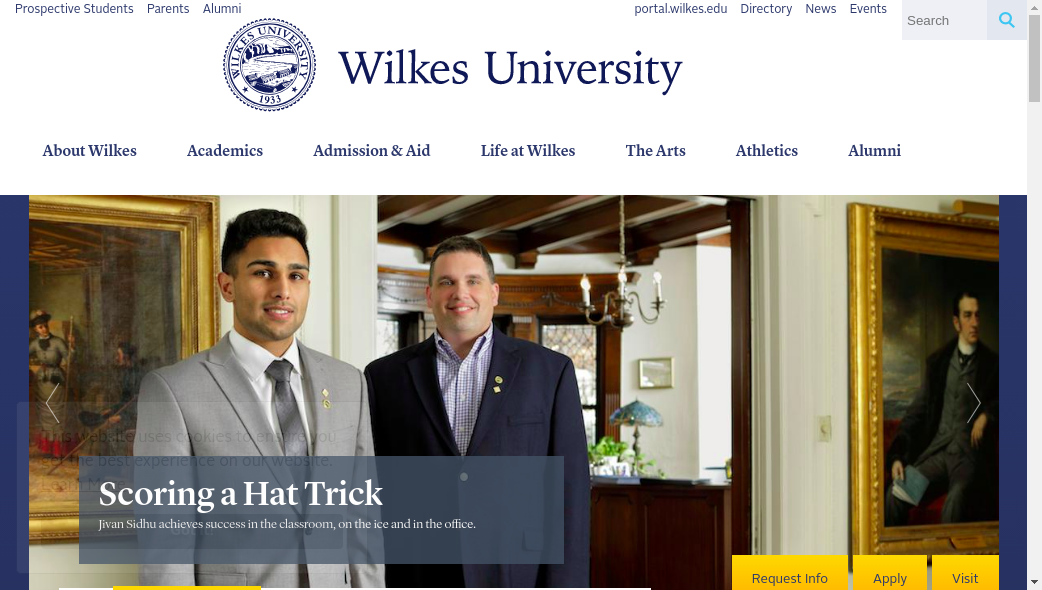 Prospective Students Parents Alumni
portal.wilkes.edu Directory News Events
Search
WILKES UNIVERSITY
1933
Wilkes University
About Wilkes Academics Admission & Aid Life at Wilkes The Arts Athletics Alumni
This website uses cookies to ensure you
get the best experience on our website.
Scoring a Hat Trick
Jivan Sidhu achieves success in the classroom, on the ice and in the office.
Request Info Apply Visit